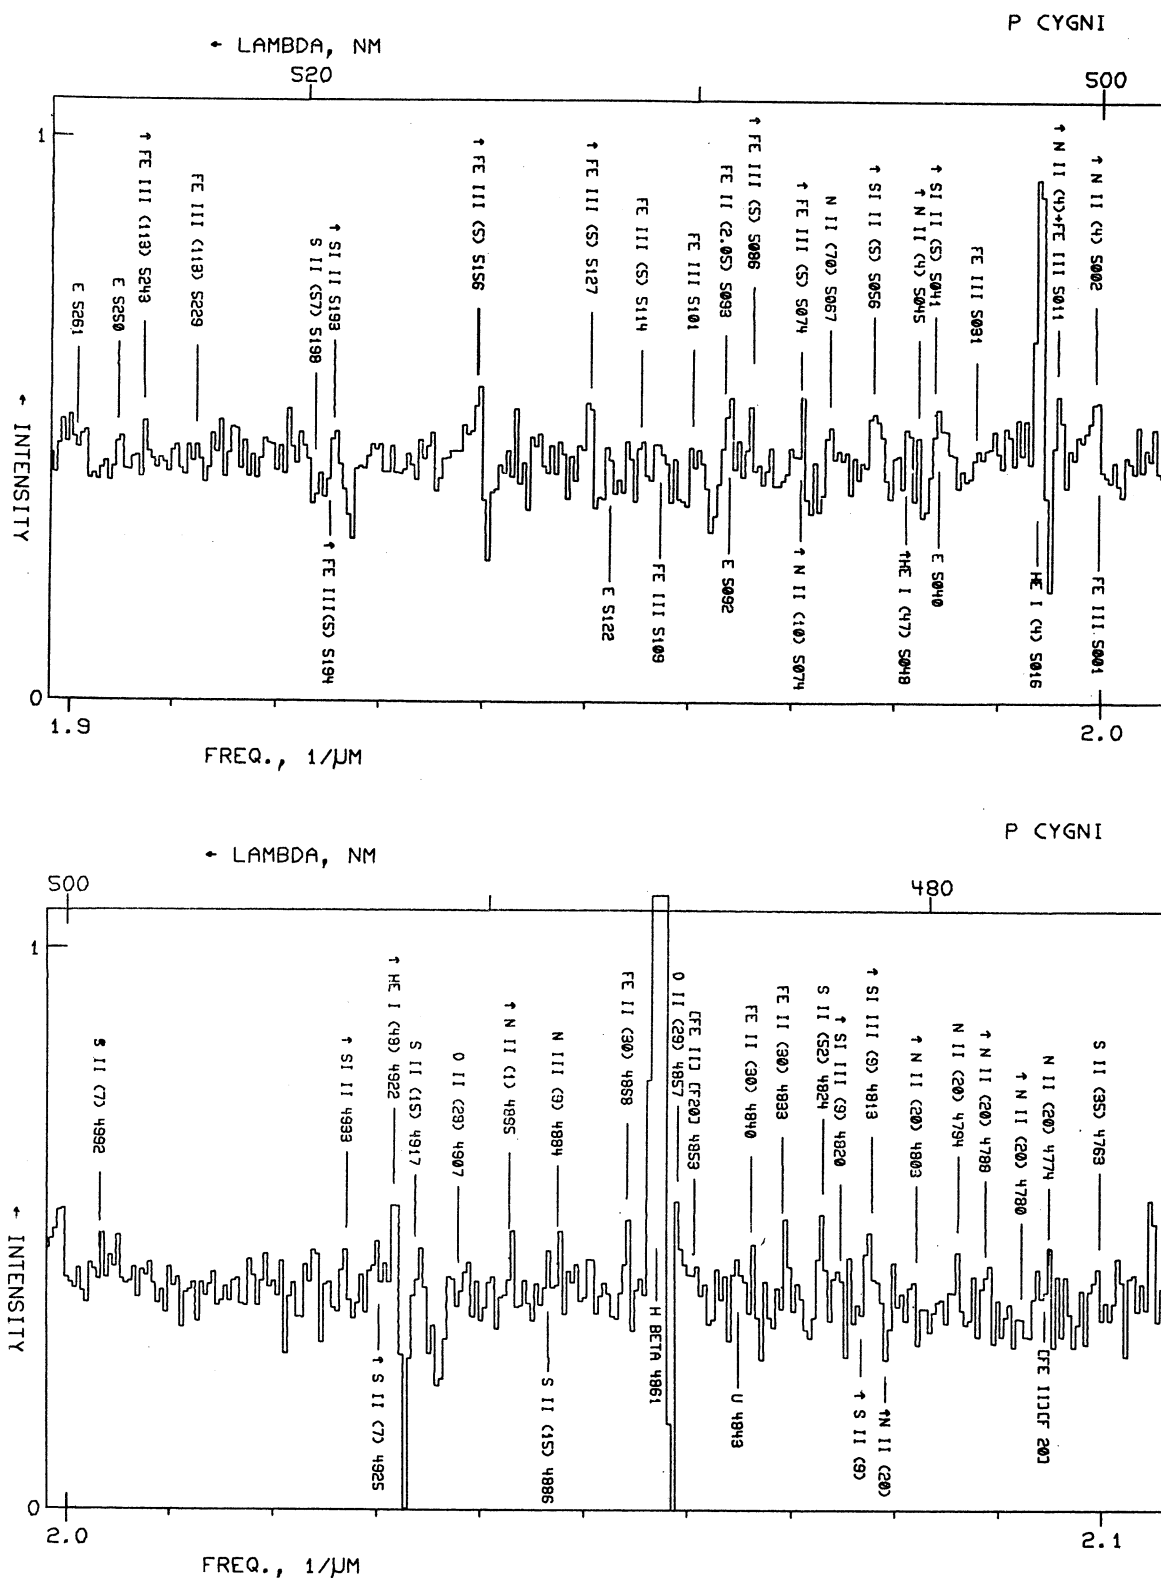 P CYGNI
← LAMBDA, NM
520
500
1
E 5261
E 5250
↑ FE III (113) 5243
FE III (113) 5229
S II (57) 5198
↑ SI II 5193
↑ FE III (5) 5156
↑ FE III (5) 5127
FE III (5) 5114
FE III 5101
FE II (2.05) 5093
↑ FE III (5) 5086
↑ FE III (5) 5074
N II (70) 5067
↑ SI II (5) 5056
↑ N II (4) 5045
↑ SI II (5) 5041
FE III 5031
↑ N II (4)+FE III 5011
↑ N II (4) 5002
↑ FE III(5) 5194
E 5122
FE III 5109
E 5092
↑ N II (10) 5074
↑HE I (47) 5048
E 5040
HE I (4) 5016
FE III 5001
← INTENSITY
0
1.9
2.0
FREQ., 1/μM
P CYGNI
← LAMBDA, NM
500
480
1
S II (7) 4992
↑ SI II 4933
↑ HE I (48) 4922
S II (15) 4917
O II (29) 4907
↑ N II (1) 4895
N III (9) 4884
FE II (30) 4868
O II (29) 4857
[FE II] [F20] 4853
FE II (30) 4840
FE II (30) 4833
S II (52) 4824
↑ SI III (9) 4820
↑ SI III (9) 4813
↑ N II (20) 4803
N II (20) 4794
↑ N II (20) 4788
↑ N II (20) 4780
N II (20) 4774
S II (35) 4763
↑ S II (7) 4925
S II (15) 4886
H BETA 4861
U 4843
↑ S II (9)
↑N II (20)
[FE II][F 20]
← INTENSITY
0
2.0
2.1
FREQ., 1/μM